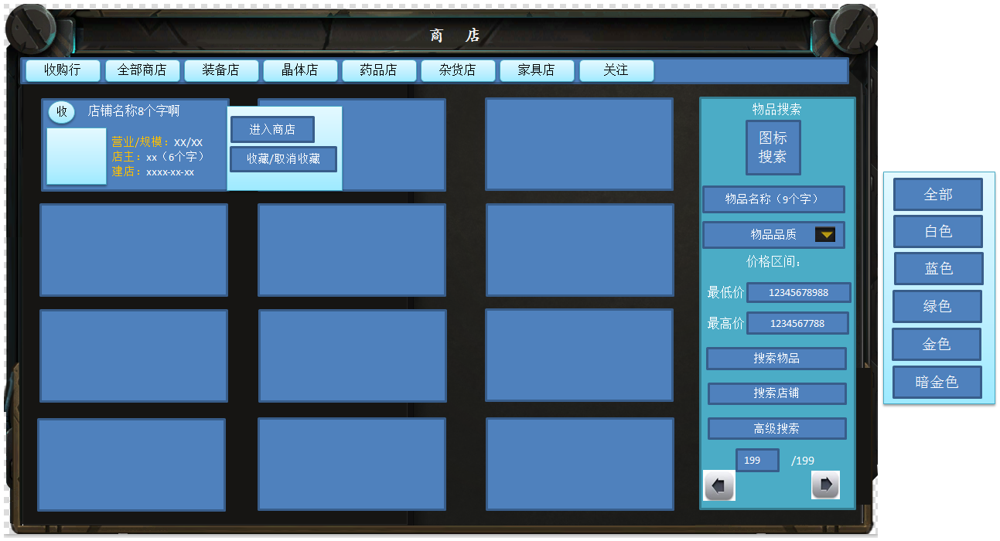 商 店
收购行
全部商店
装备店
晶体店
药品店
杂货店
家具店
关注
收
店铺名称8个字啊
营业/规模：xx/xx
店主：xx（6个字）
建店：xxxx-xx-xx
进入商店
收藏/取消收藏
物品搜索
图标
搜索
物品名称（9个字）
物品品质
价格区间：
最低价
12345678988
最高价
1234567788
搜索物品
搜索店铺
高级搜索
199 /199
全部
白色
蓝色
绿色
金色
暗金色